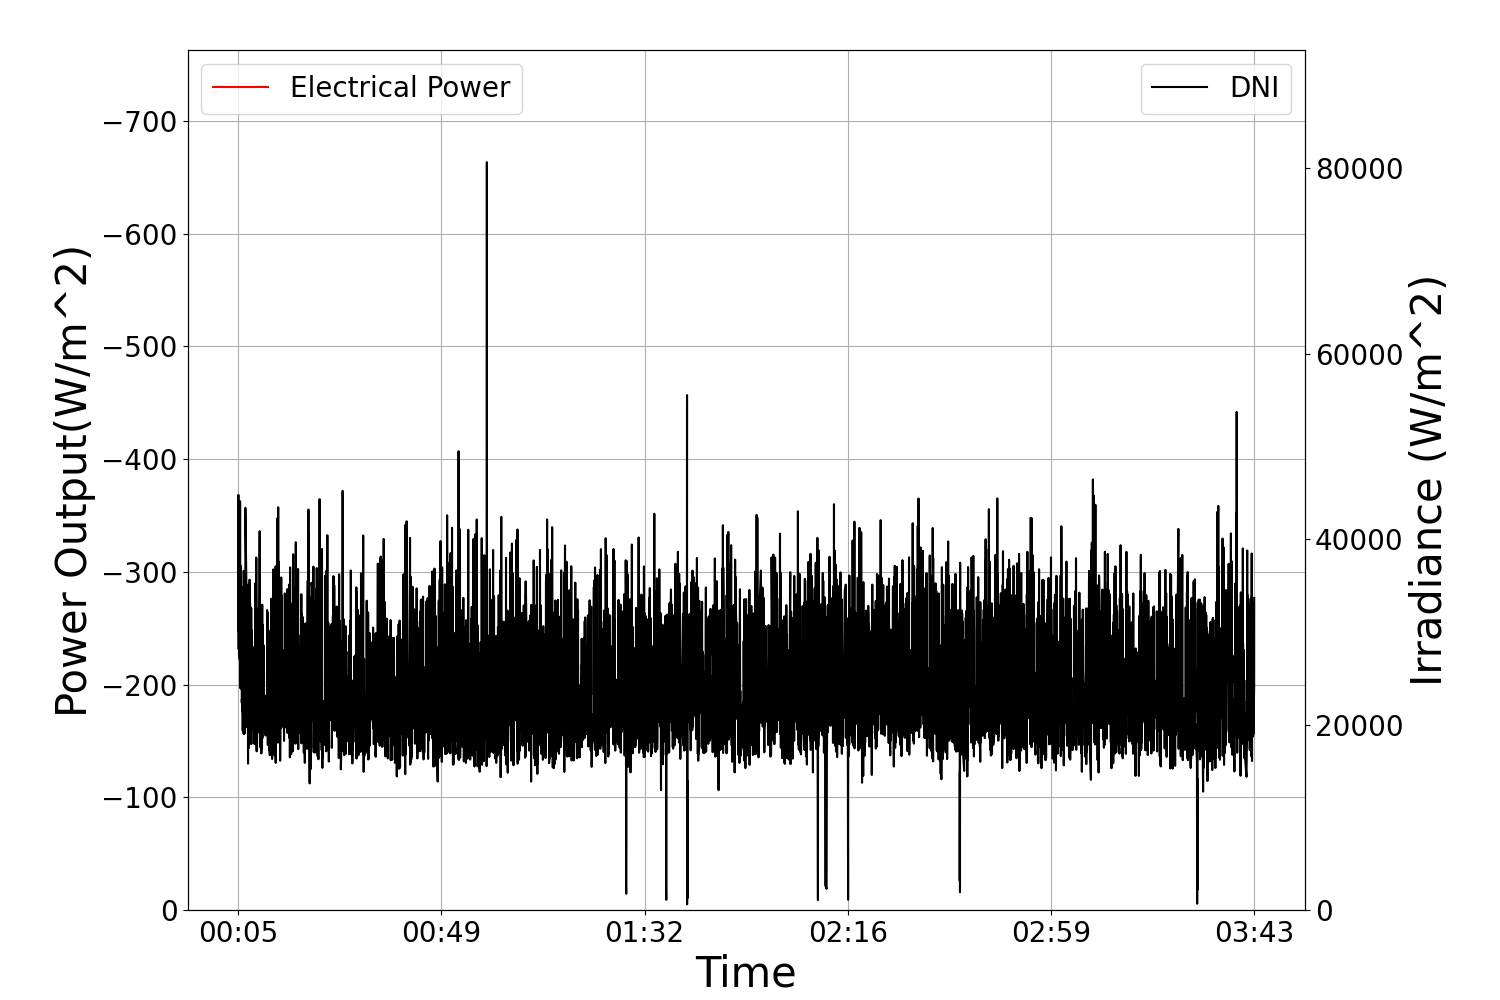 Electrical Power
DNI
Power Output(W/m^2)
−700
−600
−500
−400
−300
−200
−100
0
80000
60000
40000
20000
0
Irradiance (W/m^2)
00:05 00:49 01:32 02:16 02:59 03:43
Time